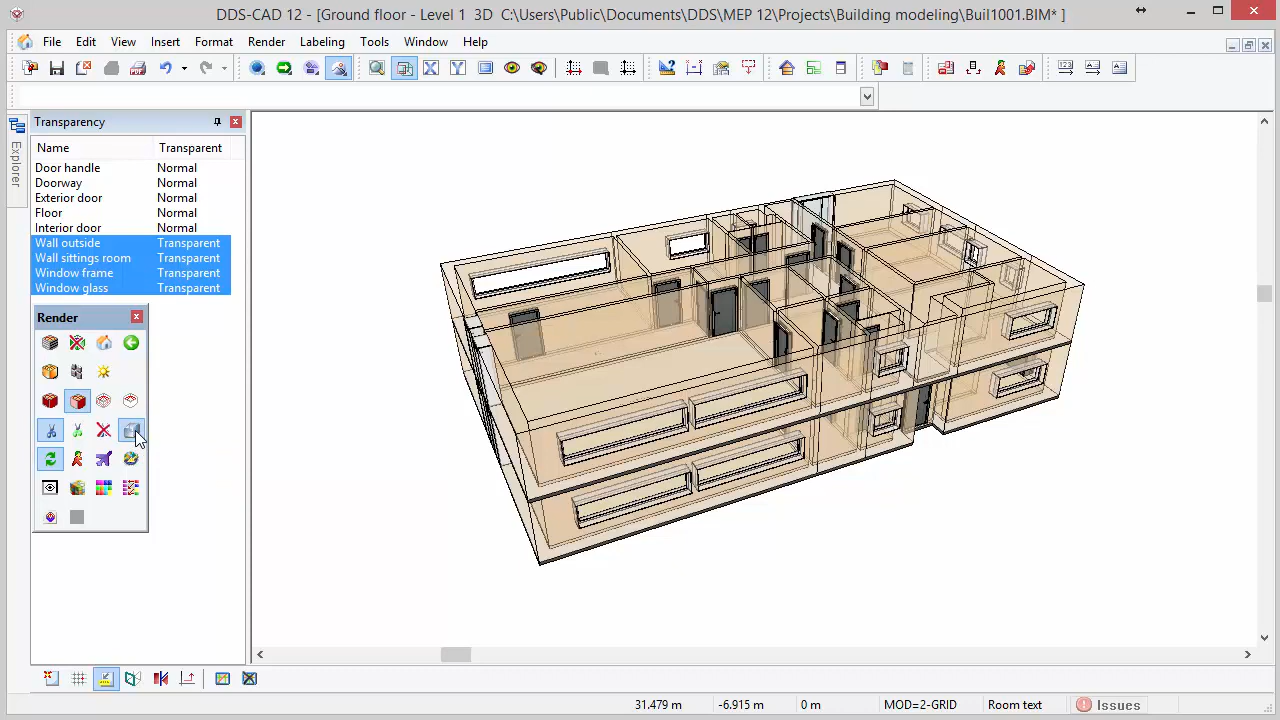 DDS-CAD 12 - [Ground floor - Level 1  3D  C:\Users\Public\Documents\DDS\MEP 12\Projects\Building modeling\Buil1001.BIM* ]
File Edit View Insert Format Render Labeling Tools Window Help
Explorer
Transparency
Name Transparent
Door handle Normal
Doorway Normal
Exterior door Normal
Floor Normal
Interior door Normal
Wall outside Transparent
Wall sittings room Transparent
Window frame Transparent
Window glass Transparent
Render
31.479 m -6.915 m 0 m MOD=2-GRID Room text Issues